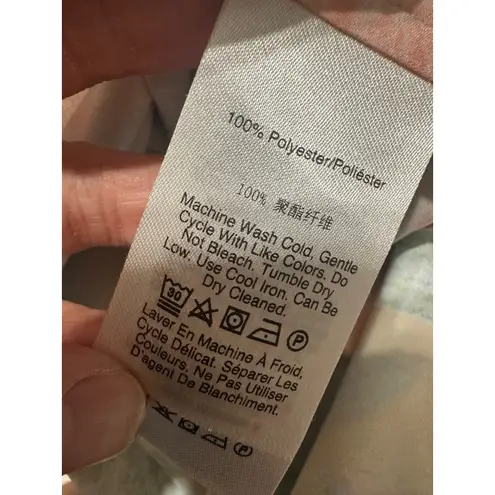 100% Polyester/Poliéster
100% 聚酯纤维
Machine Wash Cold, Gentle
Cycle With Like Colors. Do
Not Bleach. Tumble Dry
Low. Use Cool Iron. Can Be
Dry Cleaned.
30 P
Laver En Machine À Froid,
Cycle Délicat. Séparer Les
Couleurs. Ne Pas Utiliser
D'agent De Blanchiment.
P